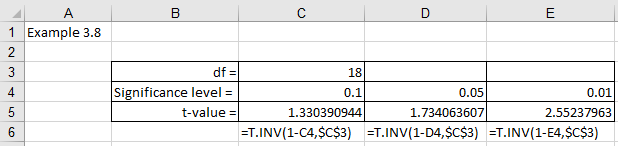 A B C D E
1 Example 3.8
2
3 df = 18
4 Significance level = 0.1 0.05 0.01
5 t-value = 1.330390944 1.734063607 2.55237963
6 =T.INV(1-C4,$C$3) =T.INV(1-D4,$C$3) =T.INV(1-E4,$C$3)